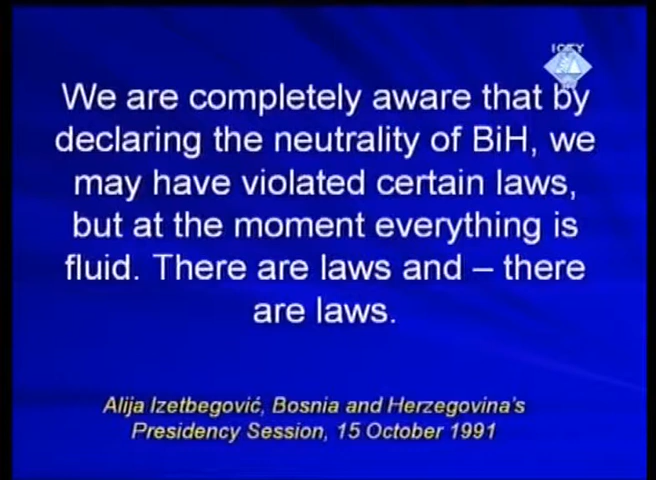 ICTY
We are completely aware that by
declaring the neutrality of BiH, we
may have violated certain laws,
but at the moment everything is
fluid. There are laws and – there
are laws.
Alija Izetbegović, Bosnia and Herzegovina's
Presidency Session, 15 October 1991